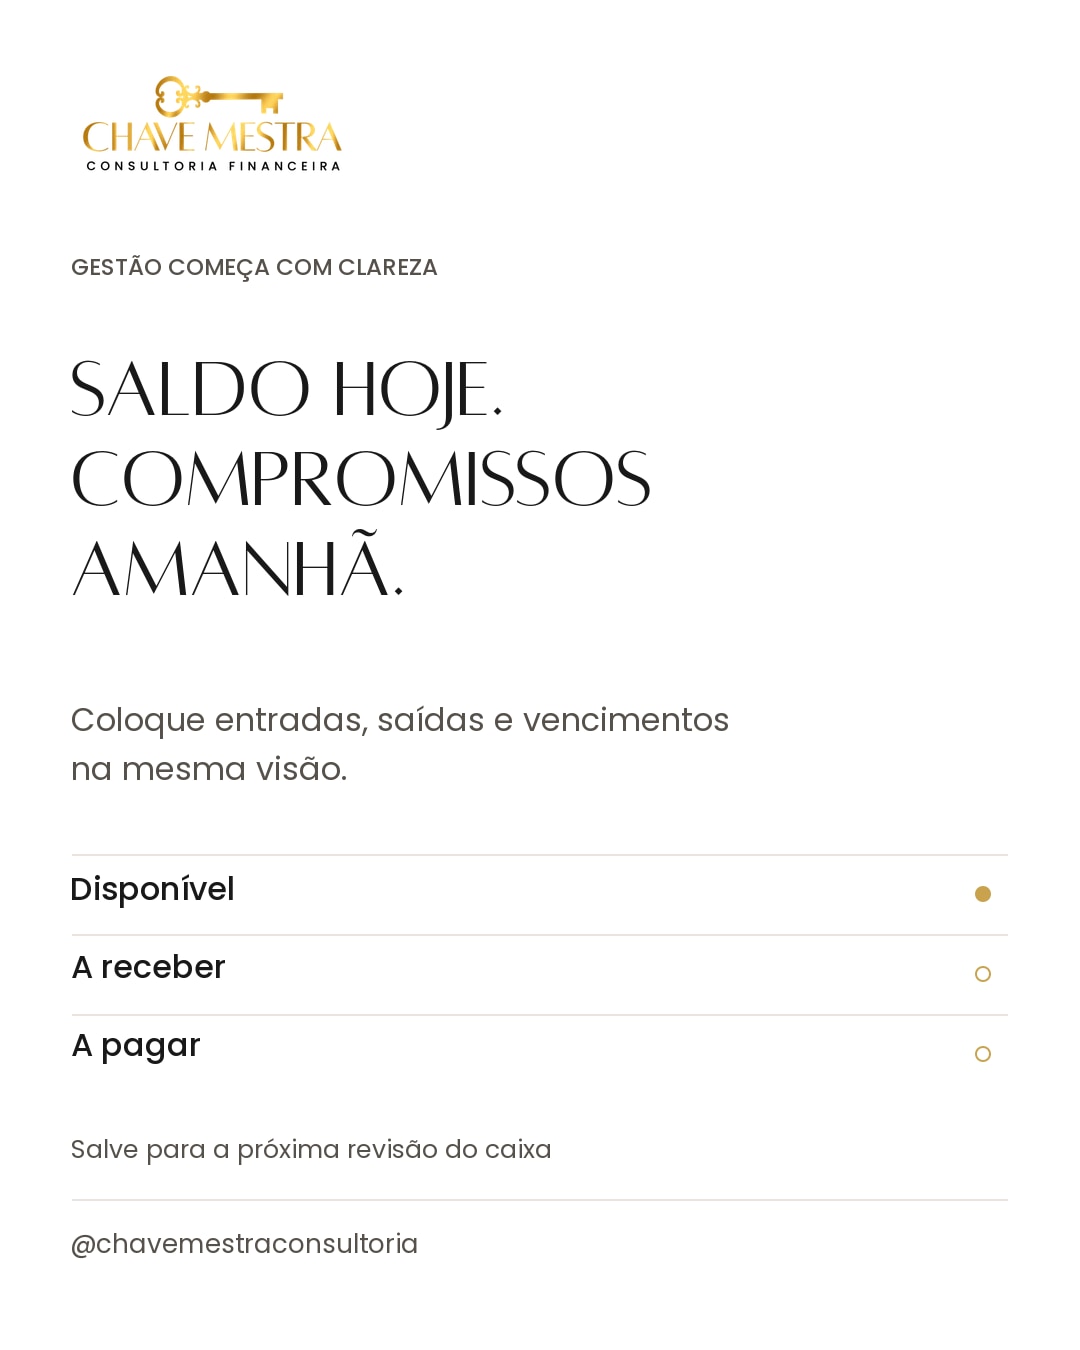 CHAVE MESTRA
CONSULTORIA FINANCEIRA
GESTÃO COMEÇA COM CLAREZA
SALDO HOJE.
COMPROMISSOS
AMANHÃ.
Coloque entradas, saídas e vencimentos
na mesma visão.
Disponível
A receber
A pagar
Salve para a próxima revisão do caixa
@chavemestraconsultoria